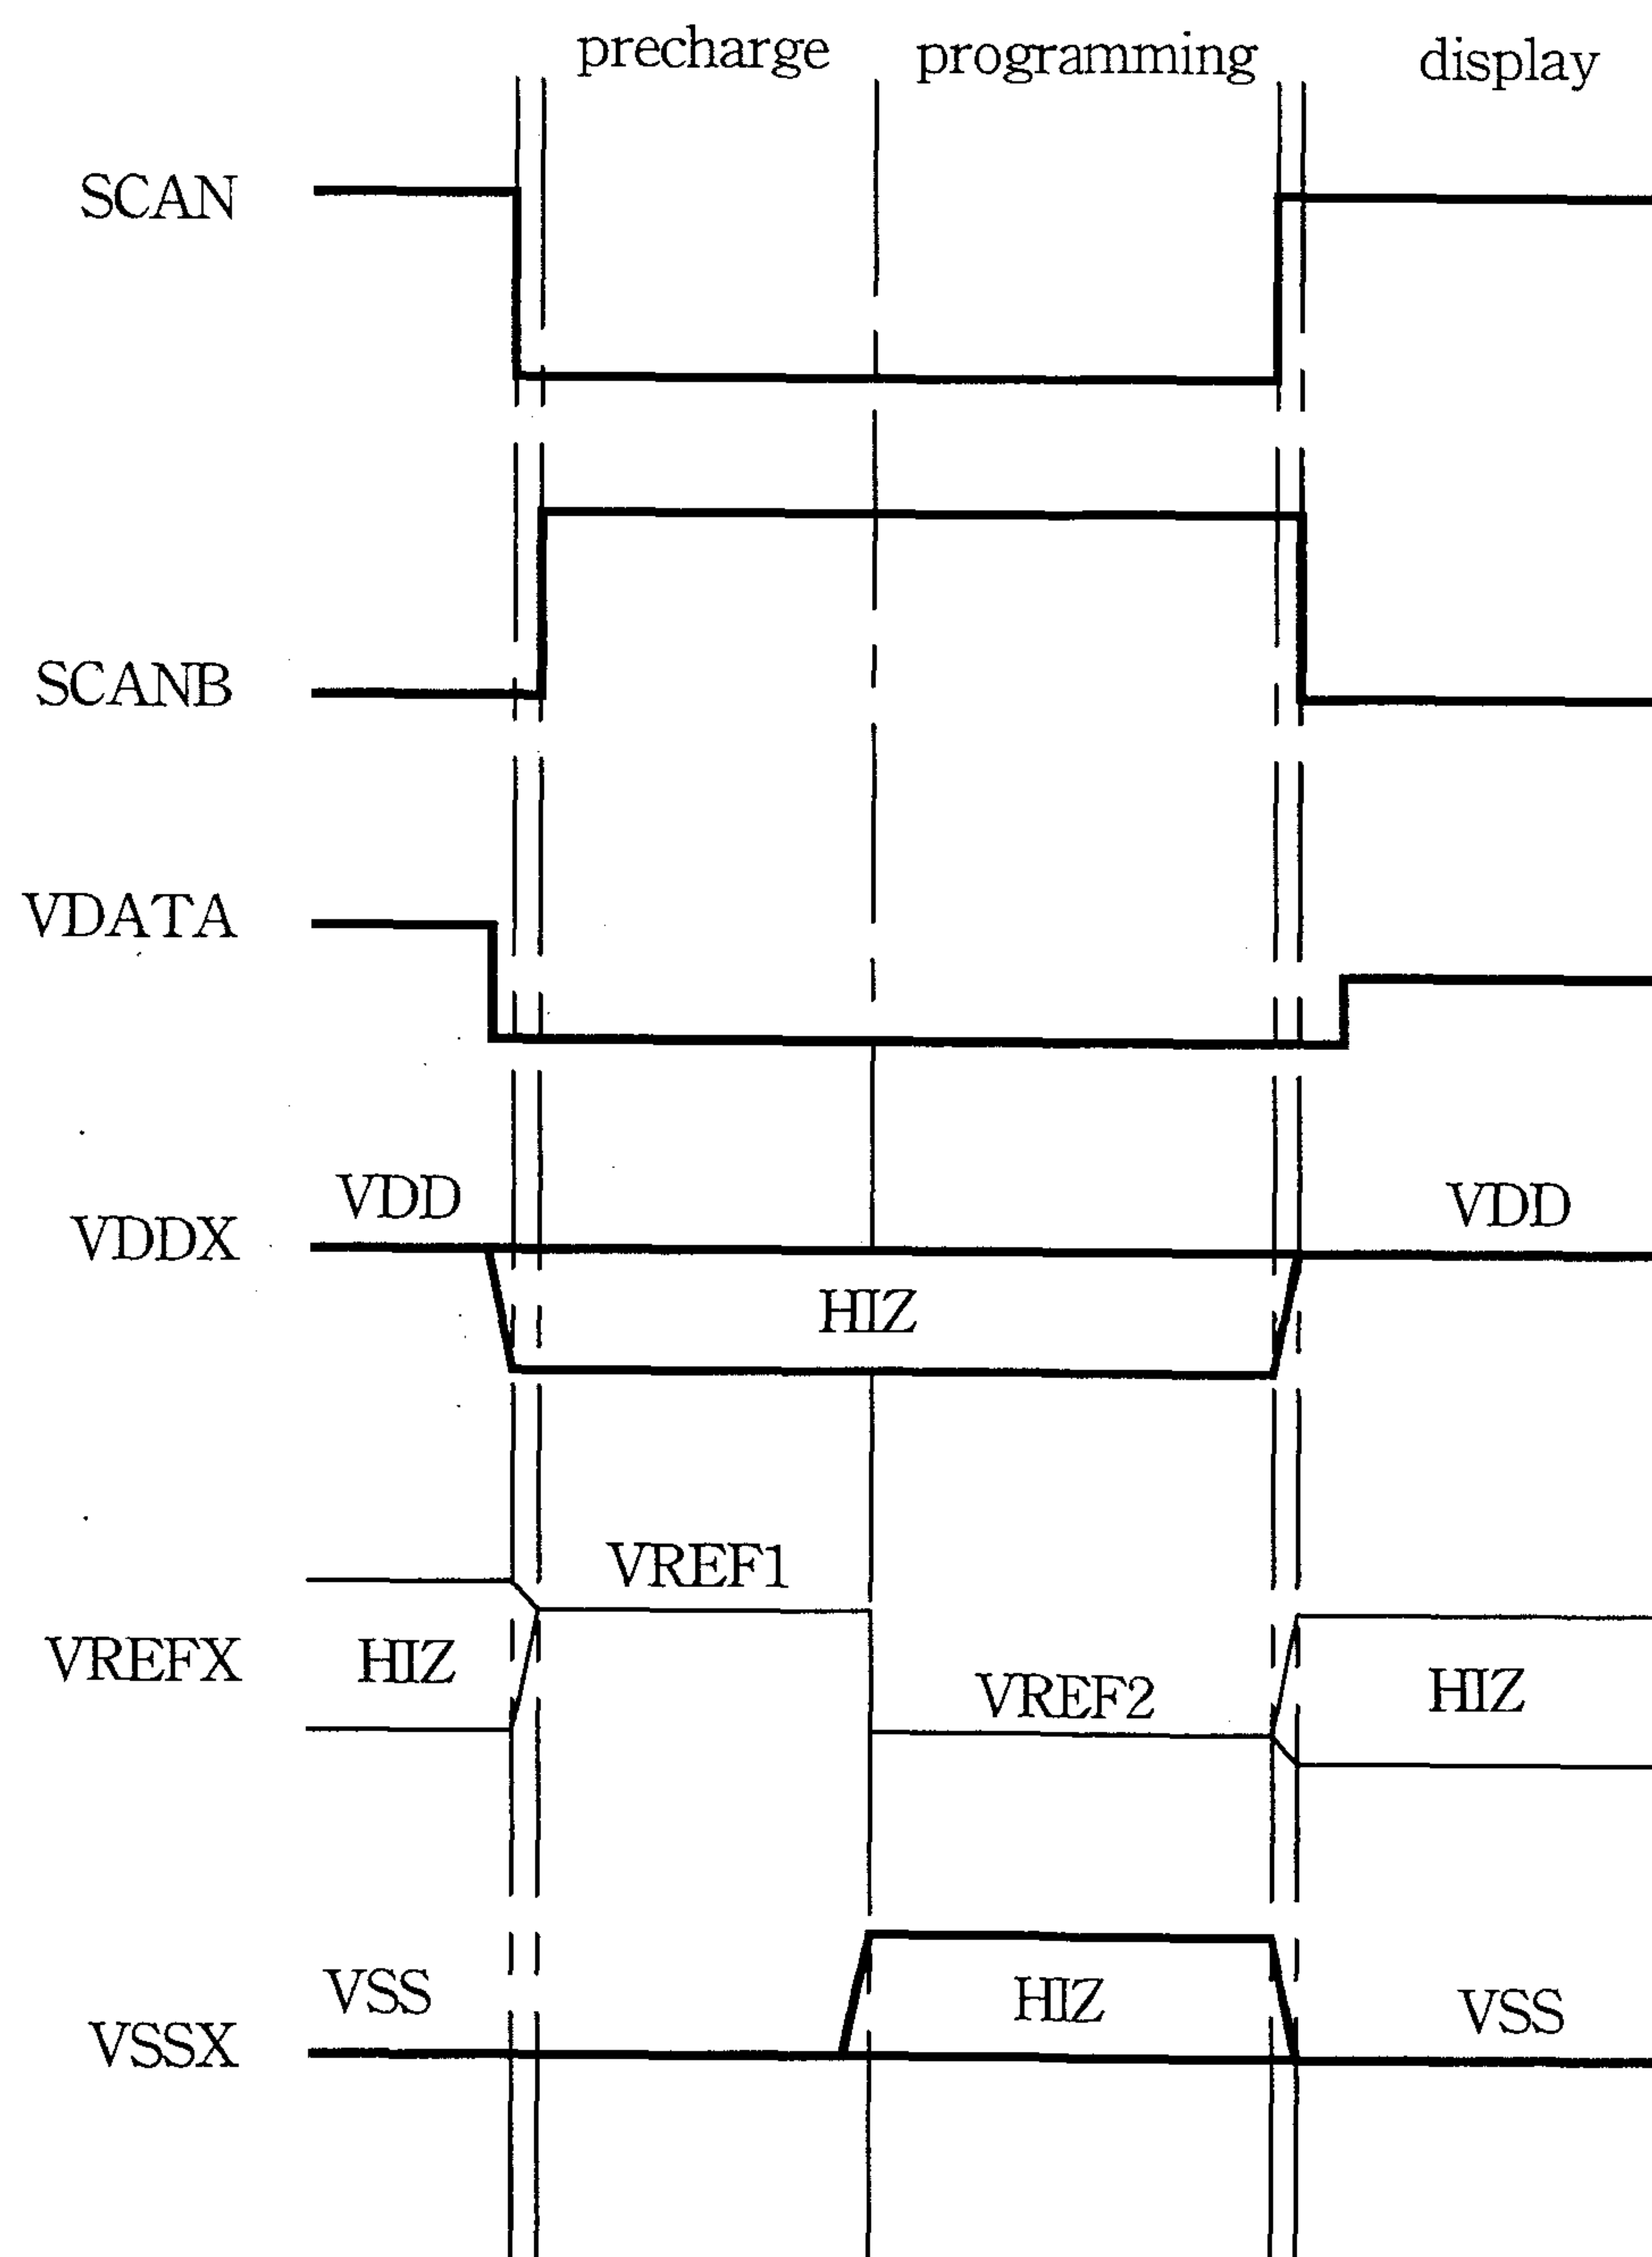 precharge programming display
SCAN
SCANB
VDATA
VDD VDD
VDDX
HIZ
VREF1
VREFX HIZ VREF2 HIZ
VSS HIZ VSS
VSSX